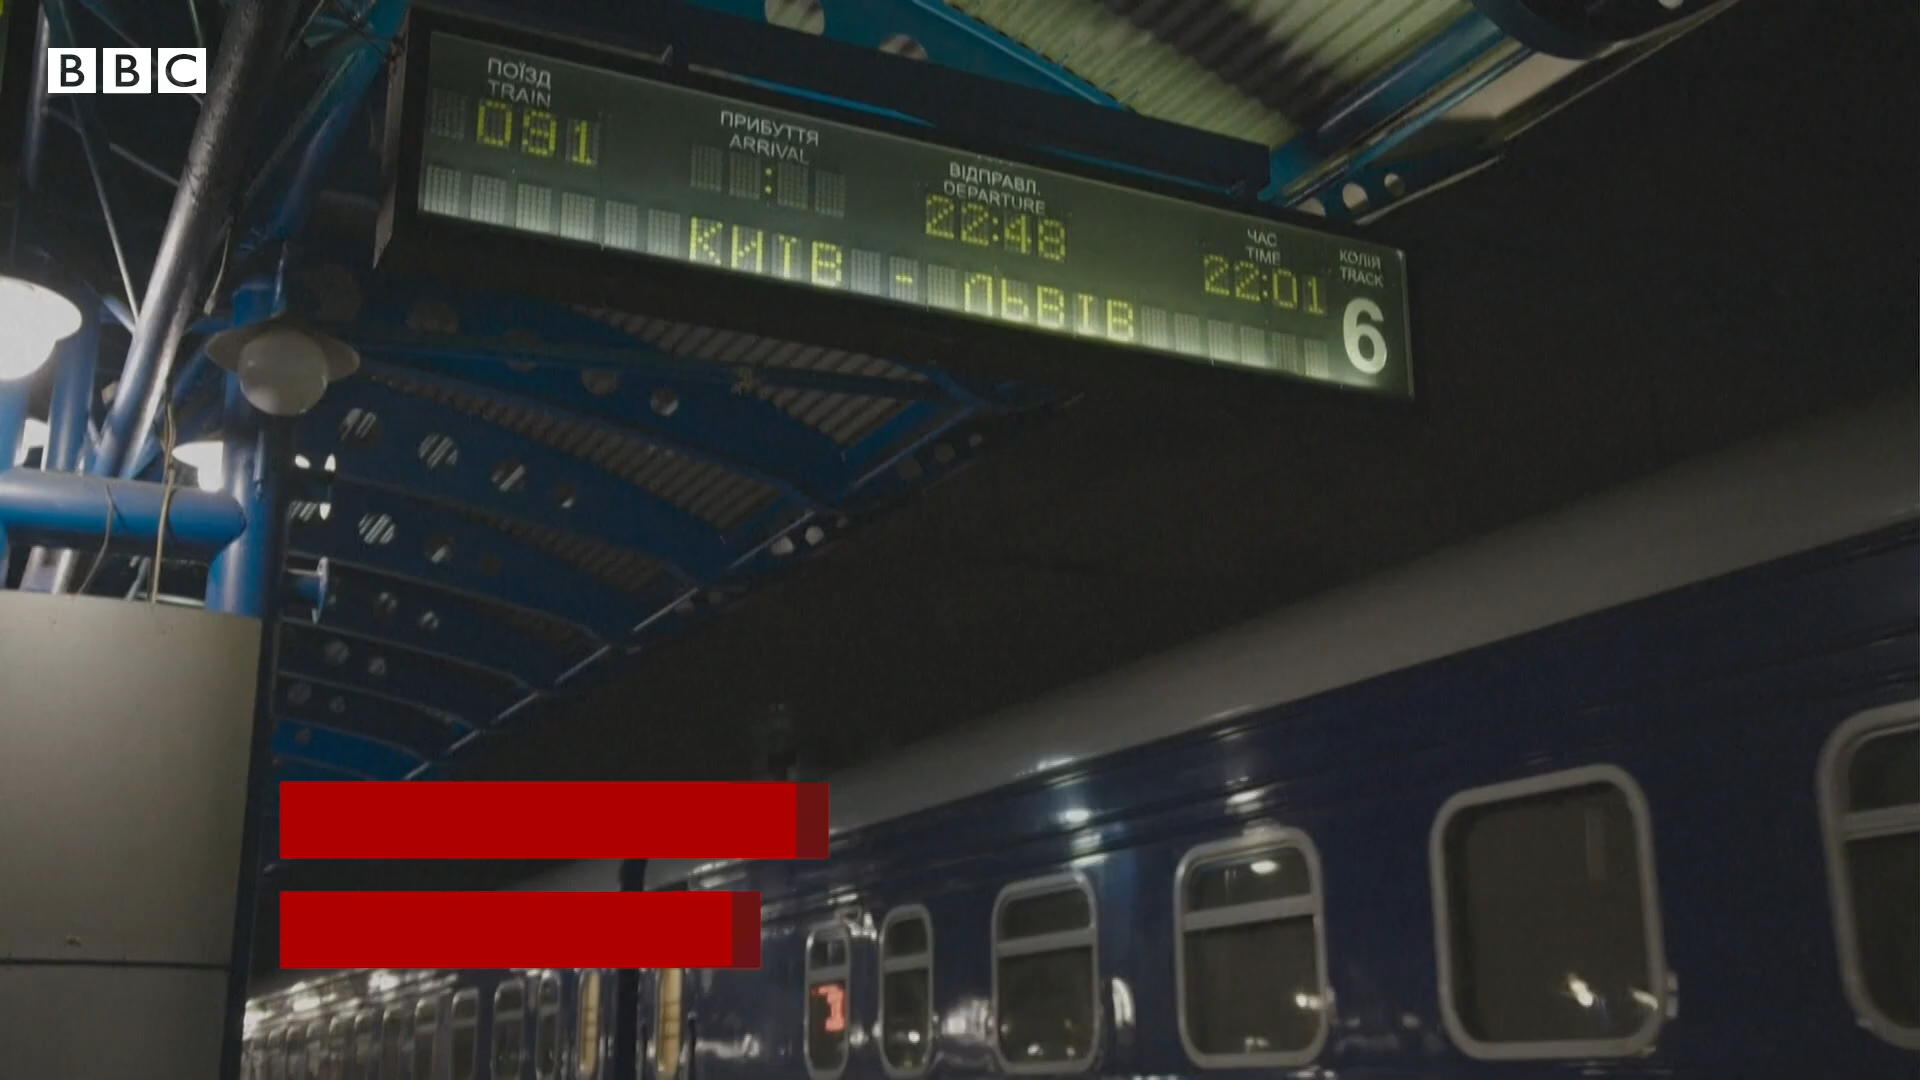 BBC
ПОЇЗД
TRAIN
091
ПРИБУТТЯ
ARRIVAL
:
ВІДПРАВЛ.
DEPARTURE
22:48
ЧАС
TIME
22:01
КОЛІЯ
TRACK
6
КИЇВ - ЛЬВІВ